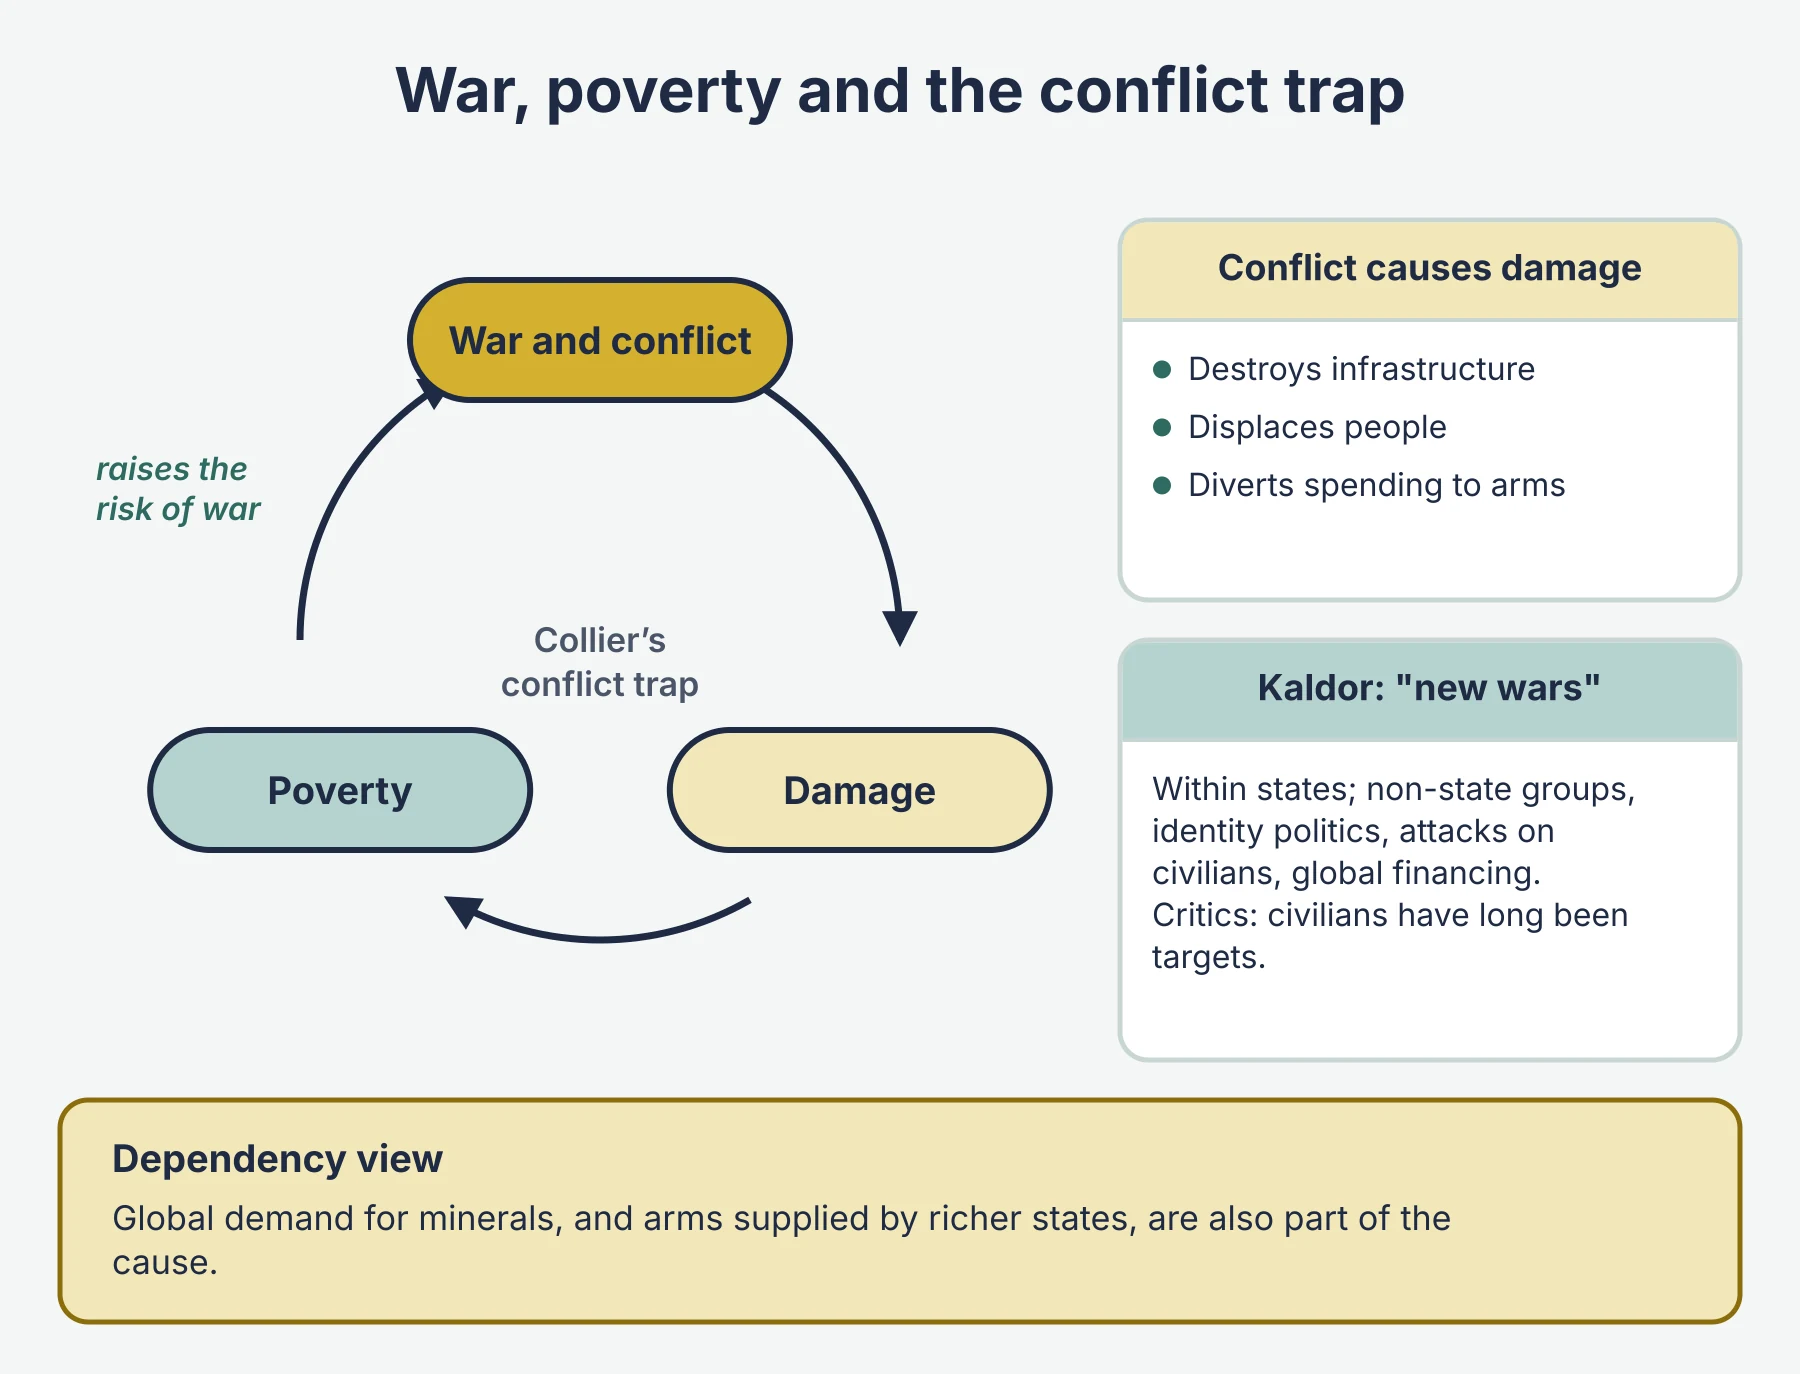 War, poverty and the conflict trap
War and conflict
raises the
risk of war
Collier’s
conflict trap
Poverty
Damage
Conflict causes damage
Destroys infrastructure
Displaces people
Diverts spending to arms
Kaldor: "new wars"
Within states; non-state groups,
identity politics, attacks on
civilians, global financing.
Critics: civilians have long been
targets.
Dependency view
Global demand for minerals, and arms supplied by richer states, are also part of the
cause.